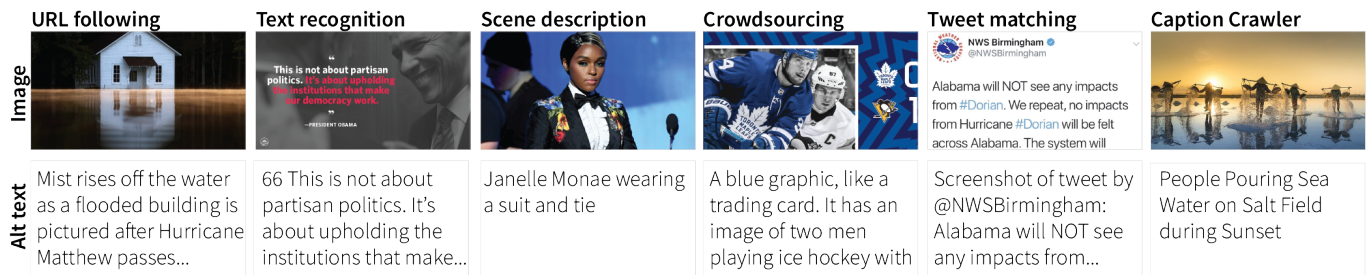 URL following
Text recognition
Scene description
Crowdsourcing
Tweet matching
Caption Crawler
Image
“
This is not about partisan
politics. It's about upholding
the institutions that make
our democracy work.
”
—PRESIDENT OBAMA
NWS Birmingham
@NWSBirmingham
Alabama will NOT see any impacts
from #Dorian. We repeat, no impacts
from Hurricane #Dorian will be felt
across Alabama. The system will
Alt text
Mist rises off the water
as a flooded building is
pictured after Hurricane
Matthew passes...
66 This is not about
partisan politics. It's
about upholding the
institutions that make...
Janelle Monae wearing
a suit and tie
A blue graphic, like a
trading card. It has an
image of two men
playing ice hockey with
Screenshot of tweet by
@NWSBirmingham:
Alabama will NOT see
any impacts from...
People Pouring Sea
Water on Salt Field
during Sunset